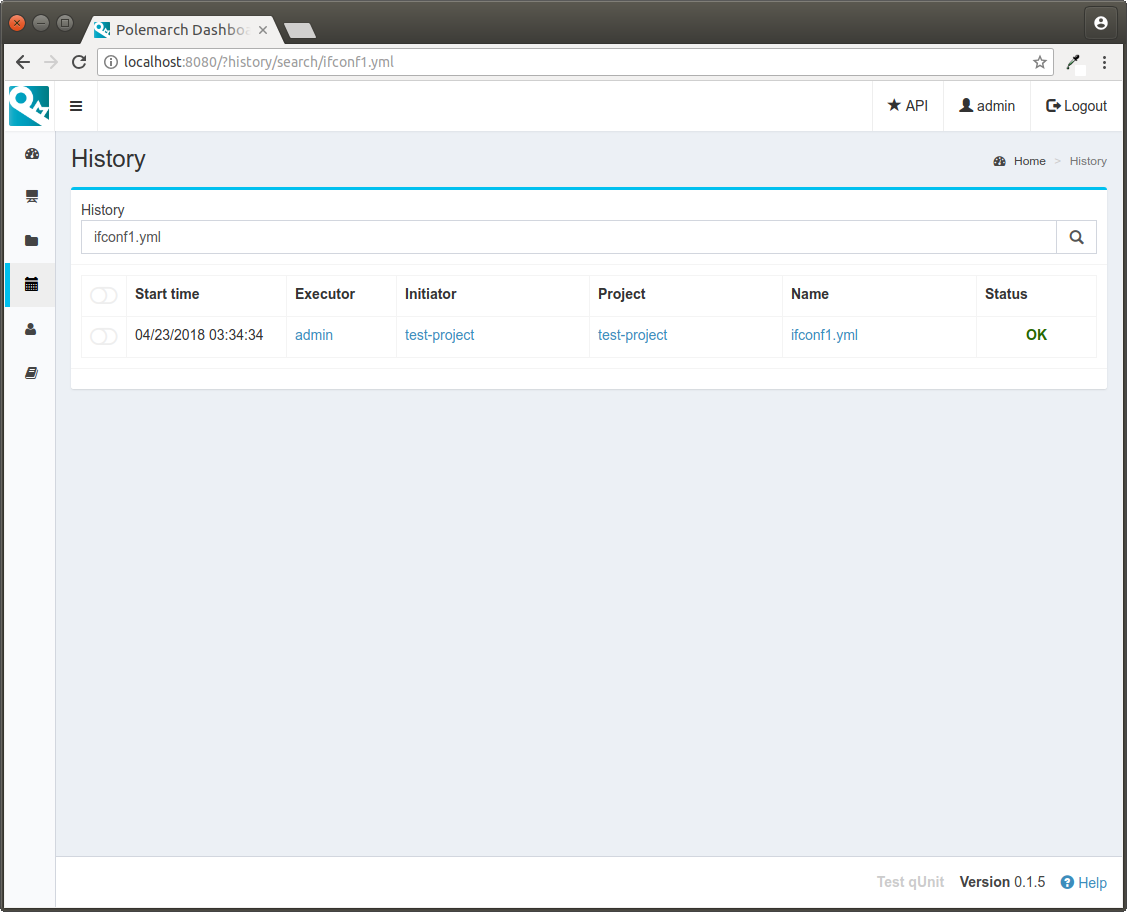 Polemarch Dashbo
localhost:8080/?history/search/ifconf1.yml
API
admin
Logout
History
Home > History
History
ifconf1.yml
Start time Executor Initiator Project Name Status
04/23/2018 03:34:34 admin test-project test-project ifconf1.yml OK
Test qUnit Version 0.1.5 Help